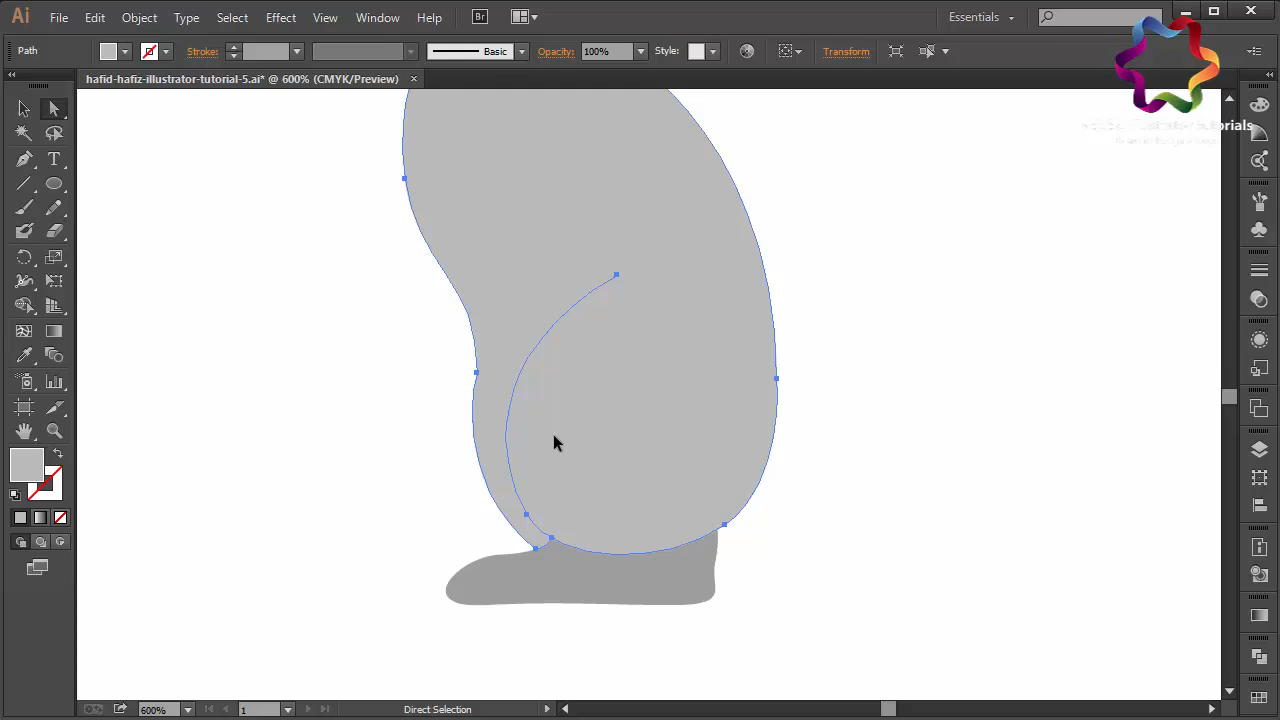 Ai File Edit Object Type Select Effect View Window Help Br Essentials
Path Stroke: Basic Opacity: 100% Style: Transform
hafid-hafiz-illustrator-tutorial-5.ai* @ 600% (CMYK/Preview)
T
600% 1 Direct Selection